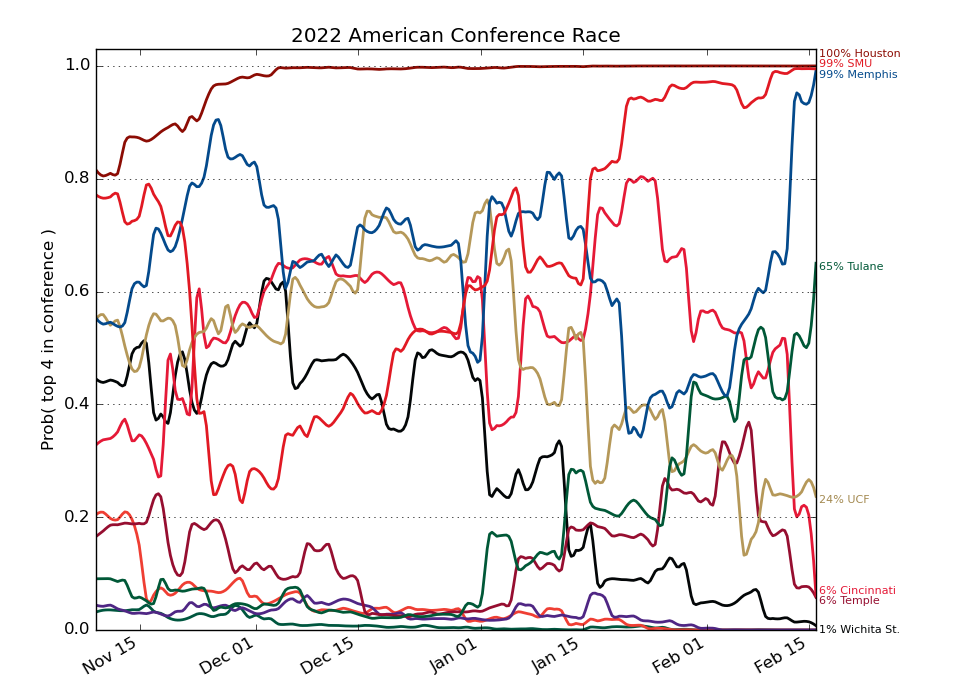 2022 American Conference Race
Prob( top 4 in conference )
1.0
0.8
0.6
0.4
0.2
0.0
100% Houston
99% SMU
99% Memphis
65% Tulane
24% UCF
6% Cincinnati
6% Temple
1% Wichita St.
Nov 15
Dec 01
Dec 15
Jan 01
Jan 15
Feb 01
Feb 15